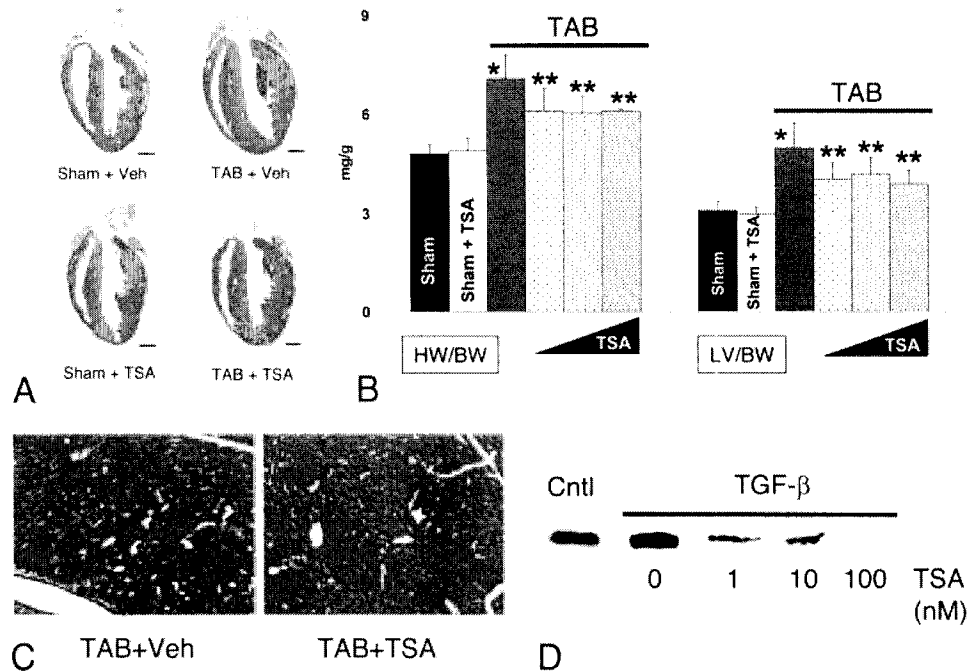 Sham + Veh
TAB + Veh
Sham + TSA
TAB + TSA
A
9
6
3
0
mg/g
TAB
*
**
**
**
Sham
Sham + TSA
HW/BW
TSA
TAB
*
**
**
**
Sham
Sham + TSA
LV/BW
TSA
B
TAB+Veh
TAB+TSA
C
Cntl
TGF-β
0 1 10 100 TSA
(nM)
D